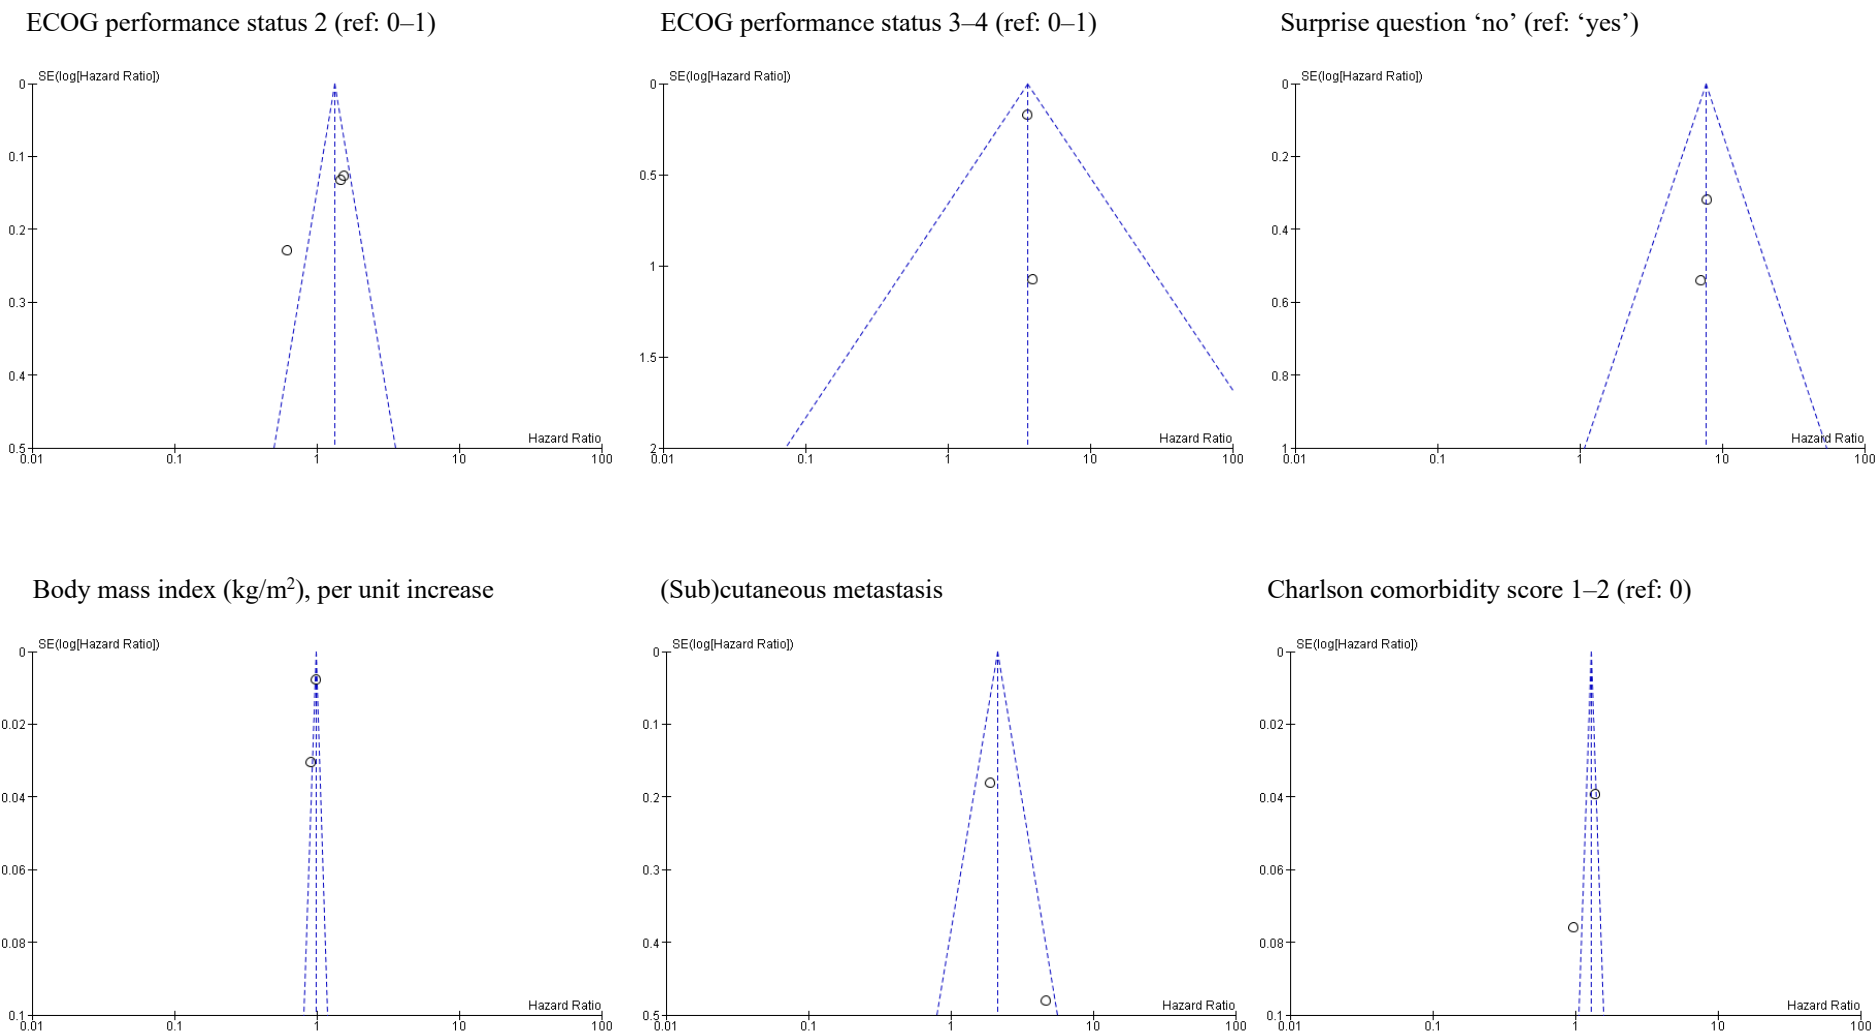 ECOG performance status 2 (ref: 0–1)
SE(log[Hazard Ratio])
0
0.1
0.2
0.3
0.4
0.5
Hazard Ratio
0.01 0.1 1 10 100
ECOG performance status 3–4 (ref: 0–1)
SE(log[Hazard Ratio])
0
0.5
1
1.5
2
Hazard Ratio
0.01 0.1 1 10 100
Surprise question ‘no’ (ref: ‘yes’)
SE(log[Hazard Ratio])
0
0.2
0.4
0.6
0.8
1
Hazard Ratio
0.01 0.1 1 10 100
Body mass index (kg/m²), per unit increase
SE(log[Hazard Ratio])
0
0.02
0.04
0.06
0.08
0.1
Hazard Ratio
0.01 0.1 1 10 100
(Sub)cutaneous metastasis
SE(log[Hazard Ratio])
0
0.1
0.2
0.3
0.4
0.5
Hazard Ratio
0.01 0.1 1 10 100
Charlson comorbidity score 1–2 (ref: 0)
SE(log[Hazard Ratio])
0
0.02
0.04
0.06
0.08
0.1
Hazard Ratio
0.01 0.1 1 10 100